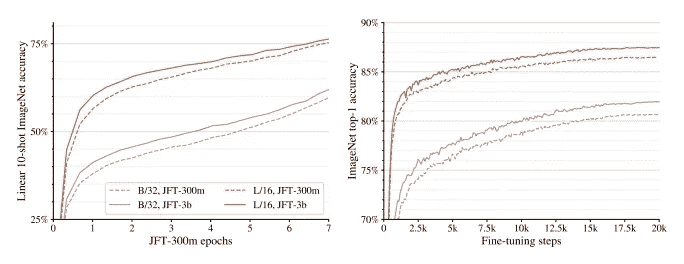 Linear 10-shot ImageNet accuracy
75%
50%
25%
0 1 2 3 4 5 6 7
JFT-300m epochs
B/32, JFT-300m
B/32, JFT-3b
L/16, JFT-300m
L/16, JFT-3b
ImageNet top-1 accuracy
90%
85%
80%
75%
70%
0 2.5k 5k 7.5k 10k 12.5k 15k 17.5k 20k
Fine-tuning steps